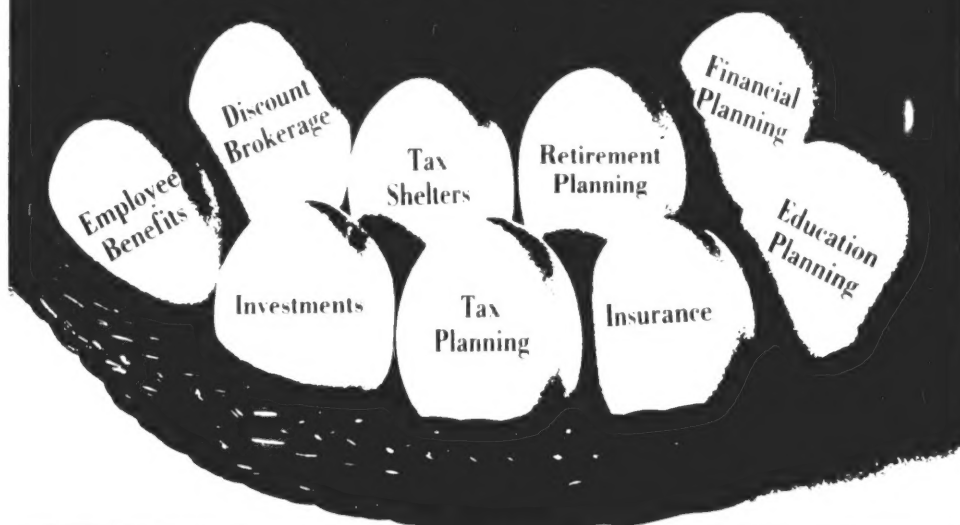 Employee
Benefits
Discount
Brokerage
Tax
Shelters
Retirement
Planning
Financial
Planning
Investments
Tax
Planning
Insurance
Education
Planning